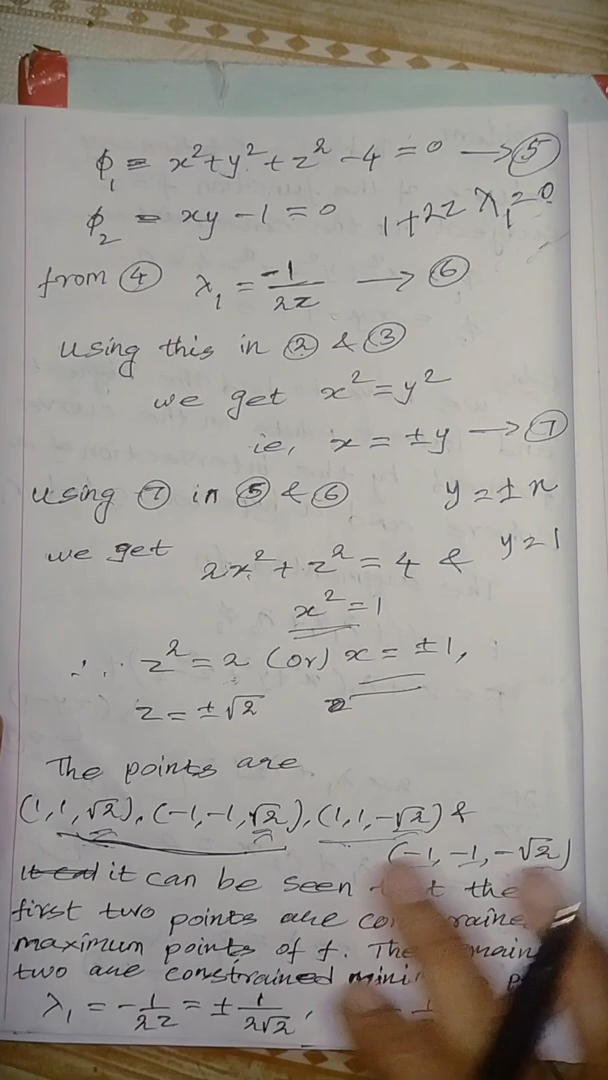 ϕ₁ = x² + y² + z² - 4 = 0 → ⑤
ϕ₂ = xy - 1 = 0 1 + 2z λ₁ = 0
from ④ λ₁ = -1/2z → ⑥
using this in ② & ③
we get x² = y²
ie, x = ± y → ⑦
using ⑦ in ⑤ & ⑥ y = ± x
we get 2x² + z² = 4 & y = 1
x² = 1
∴ z² = 2 (or) x = ± 1,
z = ± √2
The points are
(1, 1, √2), (-1, -1, √2), (1, 1, -√2) &
(-1, -1, -√2)
it can be seen the
first two points are
maximum points of f. The
two are constrained
λ₁ = -1/2z = ± 1/2√2,